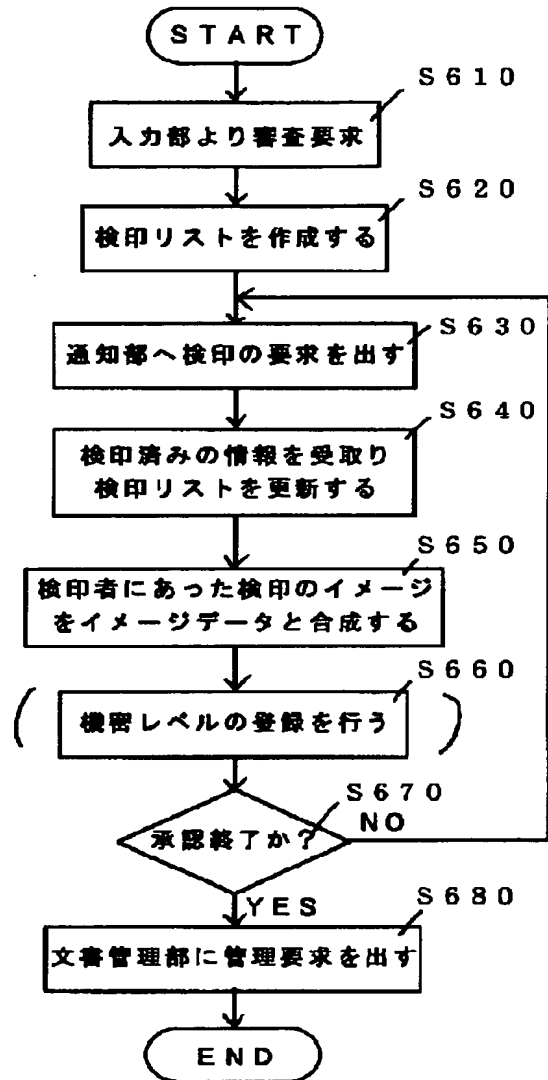 START
S610
入力部より審査要求
S620
検印リストを作成する
S630
通知部へ検印の要求を出す
S640
検印済みの情報を受取り
検印リストを更新する
S650
検印者にあった検印のイメージ
をイメージデータと合成する
S660
( 機密レベルの登録を行う )
S670
承認終了か?
NO
YES
S680
文書管理部に管理要求を出す
END